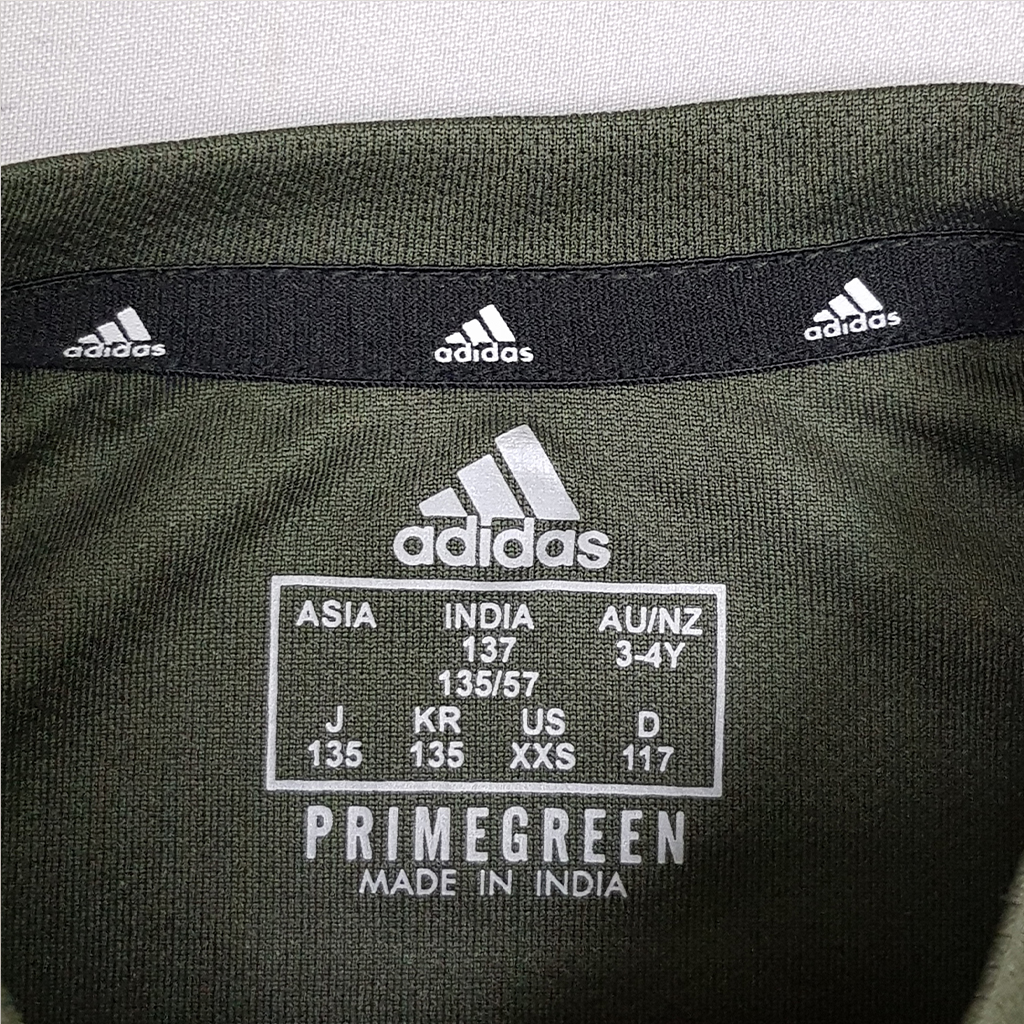 adidas adidas adidas
adidas
ASIA INDIA AU/NZ
137 3-4Y
135/57
J KR US D
135 135 XXS 117
PRIMEGREEN
MADE IN INDIA